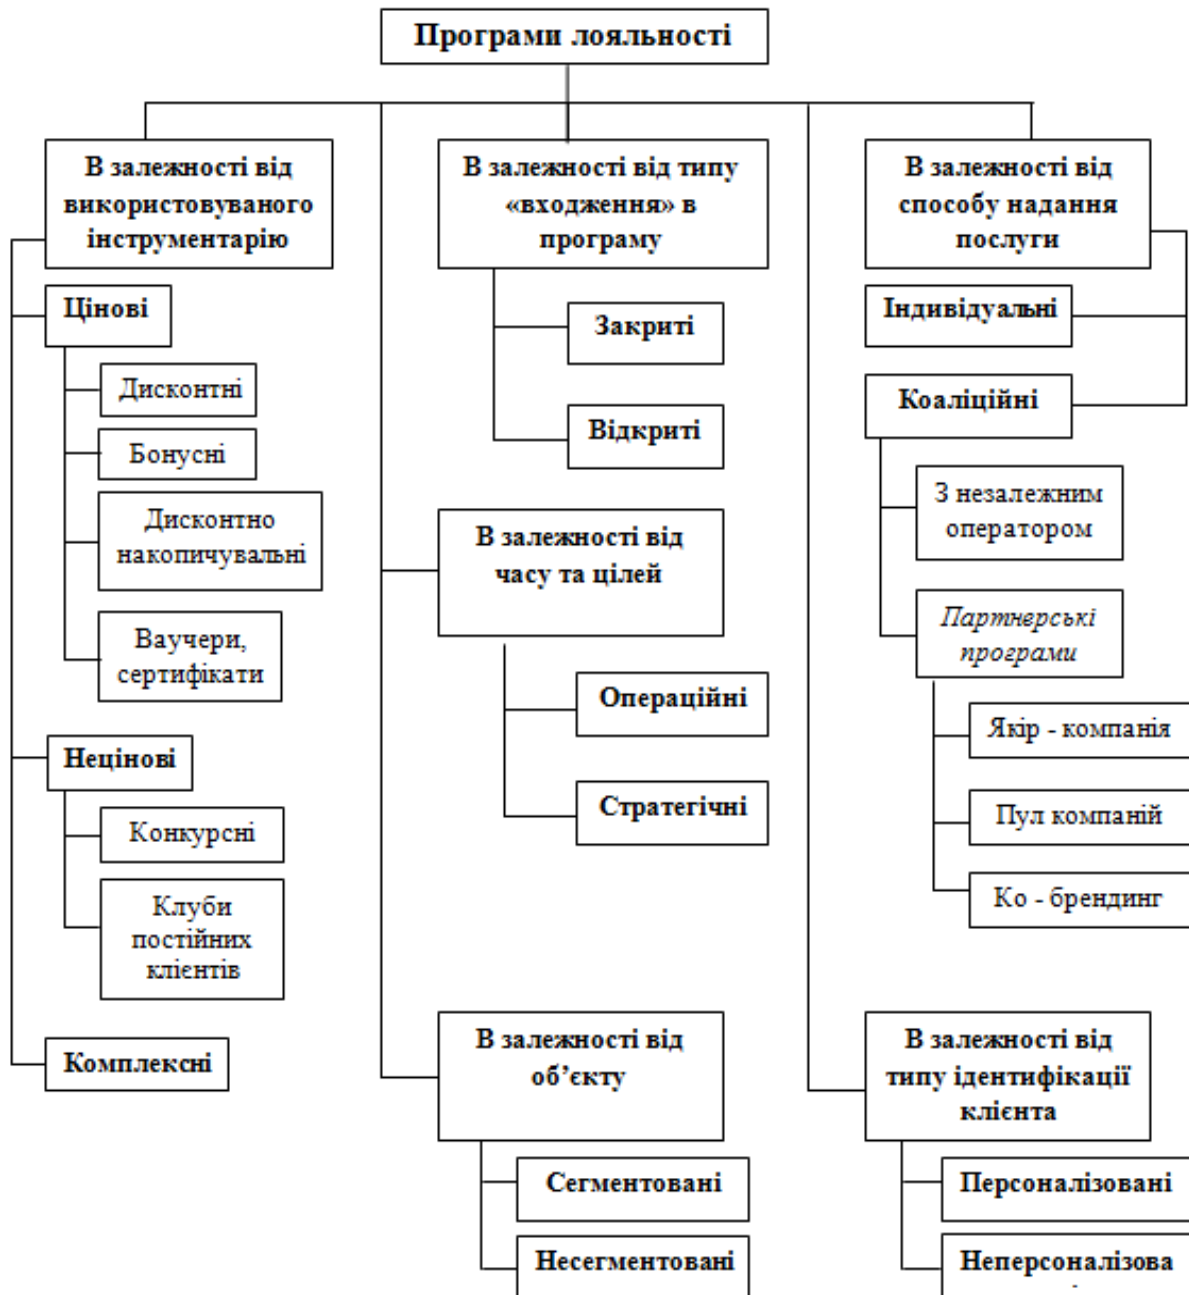 Програми лояльності
В залежності від
використовуваного
інструментарію
Цінові
Дисконтні
Бонусні
Дисконтно
накопичувальні
Ваучери,
сертифікати
Нецінові
Конкурсні
Клуби
постійних
клієнтів
Комплексні
В залежності від типу
«входження» в
програму
Закриті
Відкриті
В залежності від
часу та цілей
Операційні
Стратегічні
В залежності від
об’єкту
Сегментовані
Несегментовані
В залежності від
способу надання
послуги
Індивідуальні
Коаліційні
З незалежним
оператором
Партнерські
програми
Якір - компанія
Пул компаній
Ко - брендинг
В залежності від
типу ідентифікації
клієнта
Персоналізовані
Неперсоналізова